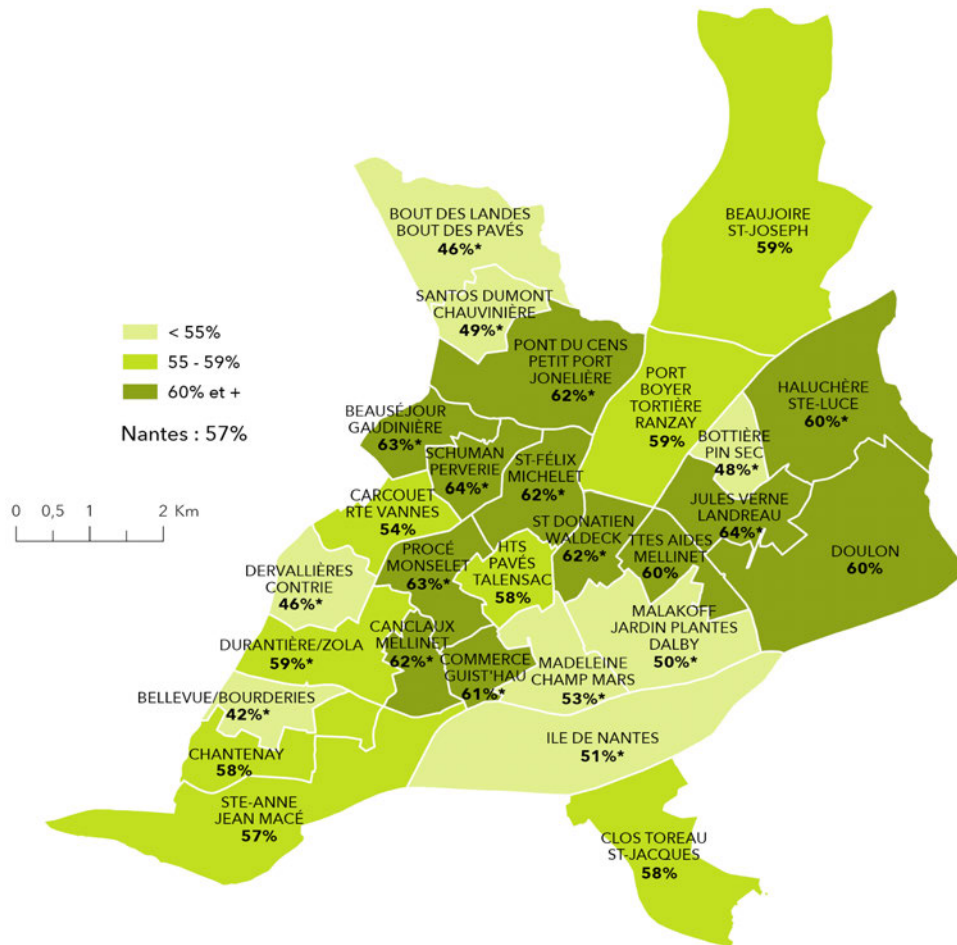 BOUT DES LANDES
BOUT DES PAVÉS
46%*
BEAUJOIRE
ST-JOSEPH
59%
SANTOS DUMONT
CHAUVINIÈRE
49%*
< 55%
55 - 59%
60% et +
Nantes : 57%
PONT DU CENS
PETIT PORT
JONELIÈRE
62%*
PORT
BOYER
TORTIÈRE
RANZAY
59%
HALUCHÈRE
STE-LUCE
60%*
BEAUSÉJOUR
GAUDINIÈRE
63%*
BOTTIÈRE
PIN SEC
48%*
SCHUMAN
PERVERIE
64%*
ST-FÉLIX
MICHELET
62%*
CARCOUET
RTE VANNES
54%
JULES VERNE
LANDREAU
64%*
0 0,5 1 2 Km
ST DONATIEN
WALDECK
62%*
TTES AIDES
MELLINET
60%
DOULON
60%
PROCÉ
MONSELET
63%*
HTS
PAVÉS
TALENSAC
58%
DERVALLIÈRES
CONTRIE
46%*
MALAKOFF
JARDIN PLANTES
DALBY
50%*
DURANTIÈRE/ZOLA
59%*
CANCLAUX
MELLINET
62%*
COMMERCE
GUIST'HAU
61%*
MADELEINE
CHAMP MARS
53%*
BELLEVUE/BOURDERIES
42%*
ILE DE NANTES
51%*
CHANTENAY
58%
STE-ANNE
JEAN MACÉ
57%
CLOS TOREAU
ST-JACQUES
58%